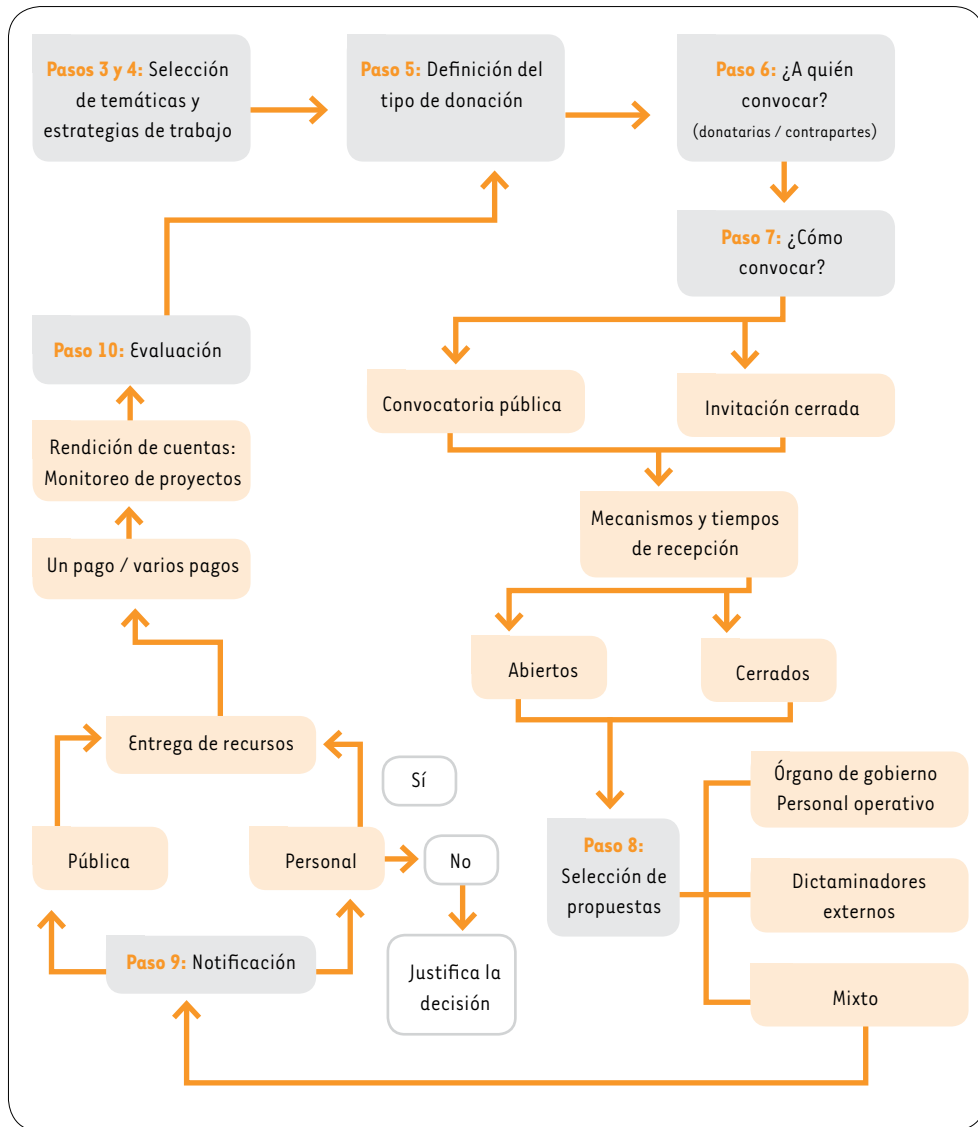 Pasos 3 y 4: Selección
de temáticas y
estrategias de trabajo
Paso 5: Definición del
tipo de donación
Paso 6: ¿A quién
convocar?
(donatarias / contrapartes)
Paso 7: ¿Cómo
convocar?
Convocatoria pública
Invitación cerrada
Mecanismos y tiempos
de recepción
Abiertos
Cerrados
Paso 8:
Selección de
propuestas
Órgano de gobierno
Personal operativo
Dictaminadores
externos
Mixto
Paso 9: Notificación
Pública
Personal
Sí
No
Justifica la
decisión
Entrega de recursos
Un pago / varios pagos
Rendición de cuentas:
Monitoreo de proyectos
Paso 10: Evaluación